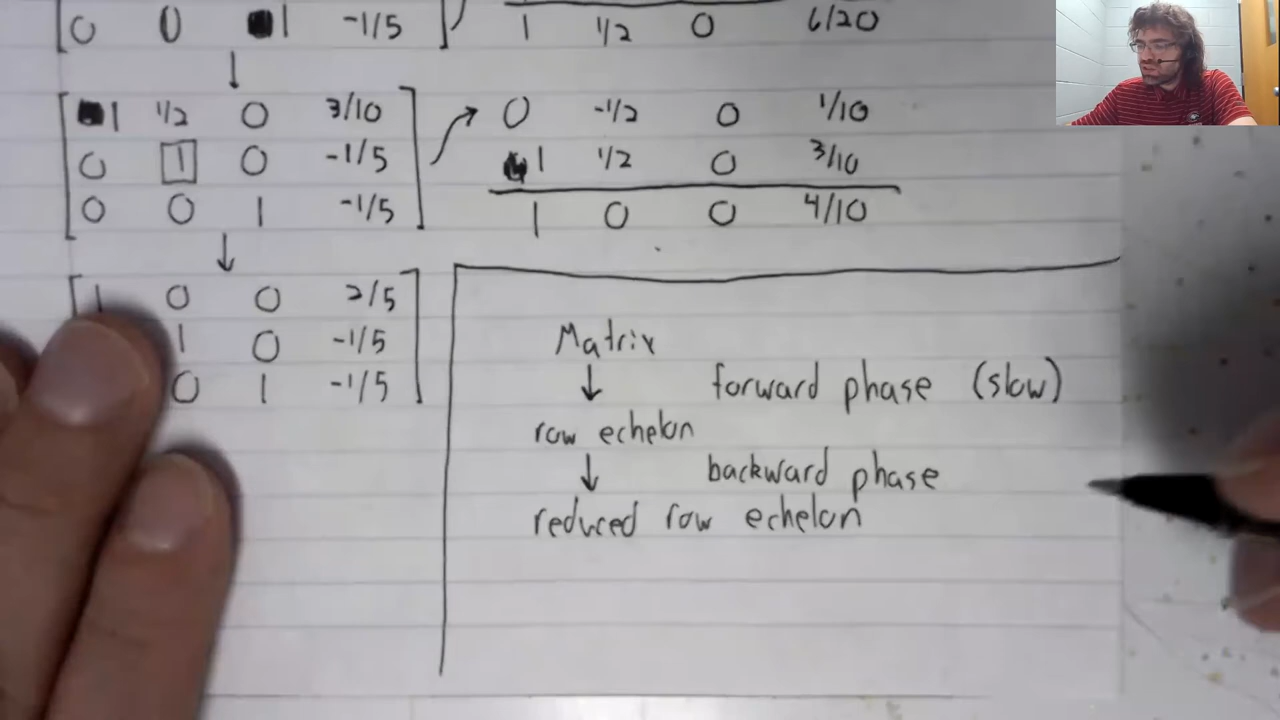 0 0 1 -1/5
1 1/2 0 6/20
↓
1 1/2 0 3/10
0 1 0 -1/5
0 0 1 -1/5
0 -1/2 0 1/10
1 1/2 0 3/10
1 0 0 4/10
↓
1 0 0 2/5
1 0 -1/5
0 1 -1/5
Matrix
↓ forward phase (slow)
row echelon
↓ backward phase
reduced row echelon